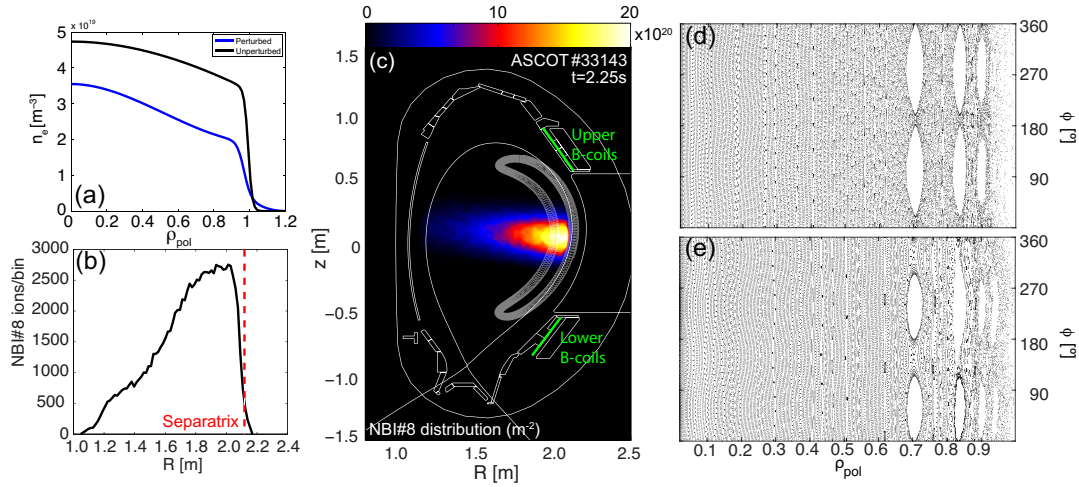 5 x 10^19
Perturbed
Unperturbed
4
3
2
1
0
n_e [m^-3]
(a)
0 0.2 0.4 0.6 0.8 1 1.2
ρ_pol
(b)
3000
2500
2000
1500
1000
500
0
NBI#8 ions/bin
Separatrix
1.0 1.2 1.4 1.6 1.8 2.0 2.2 2.4
R [m]
0 10 20
x10^20
(c)
ASCOT #33143
t=2.25s
Upper
B-coils
Lower
B-coils
NBI#8 distribution (m^-2)
1.5
1.0
0.5
0
−0.5
−1.0
−1.5
z [m]
1.0 1.5 2.0 2.5
R [m]
(d)
360
270
180
90
ϕ [°]
(e)
360
270
180
90
ϕ [°]
0.02 0.1 0.2 0.3 0.4 0.5 0.6 0.7 0.8 0.9
ρ_pol